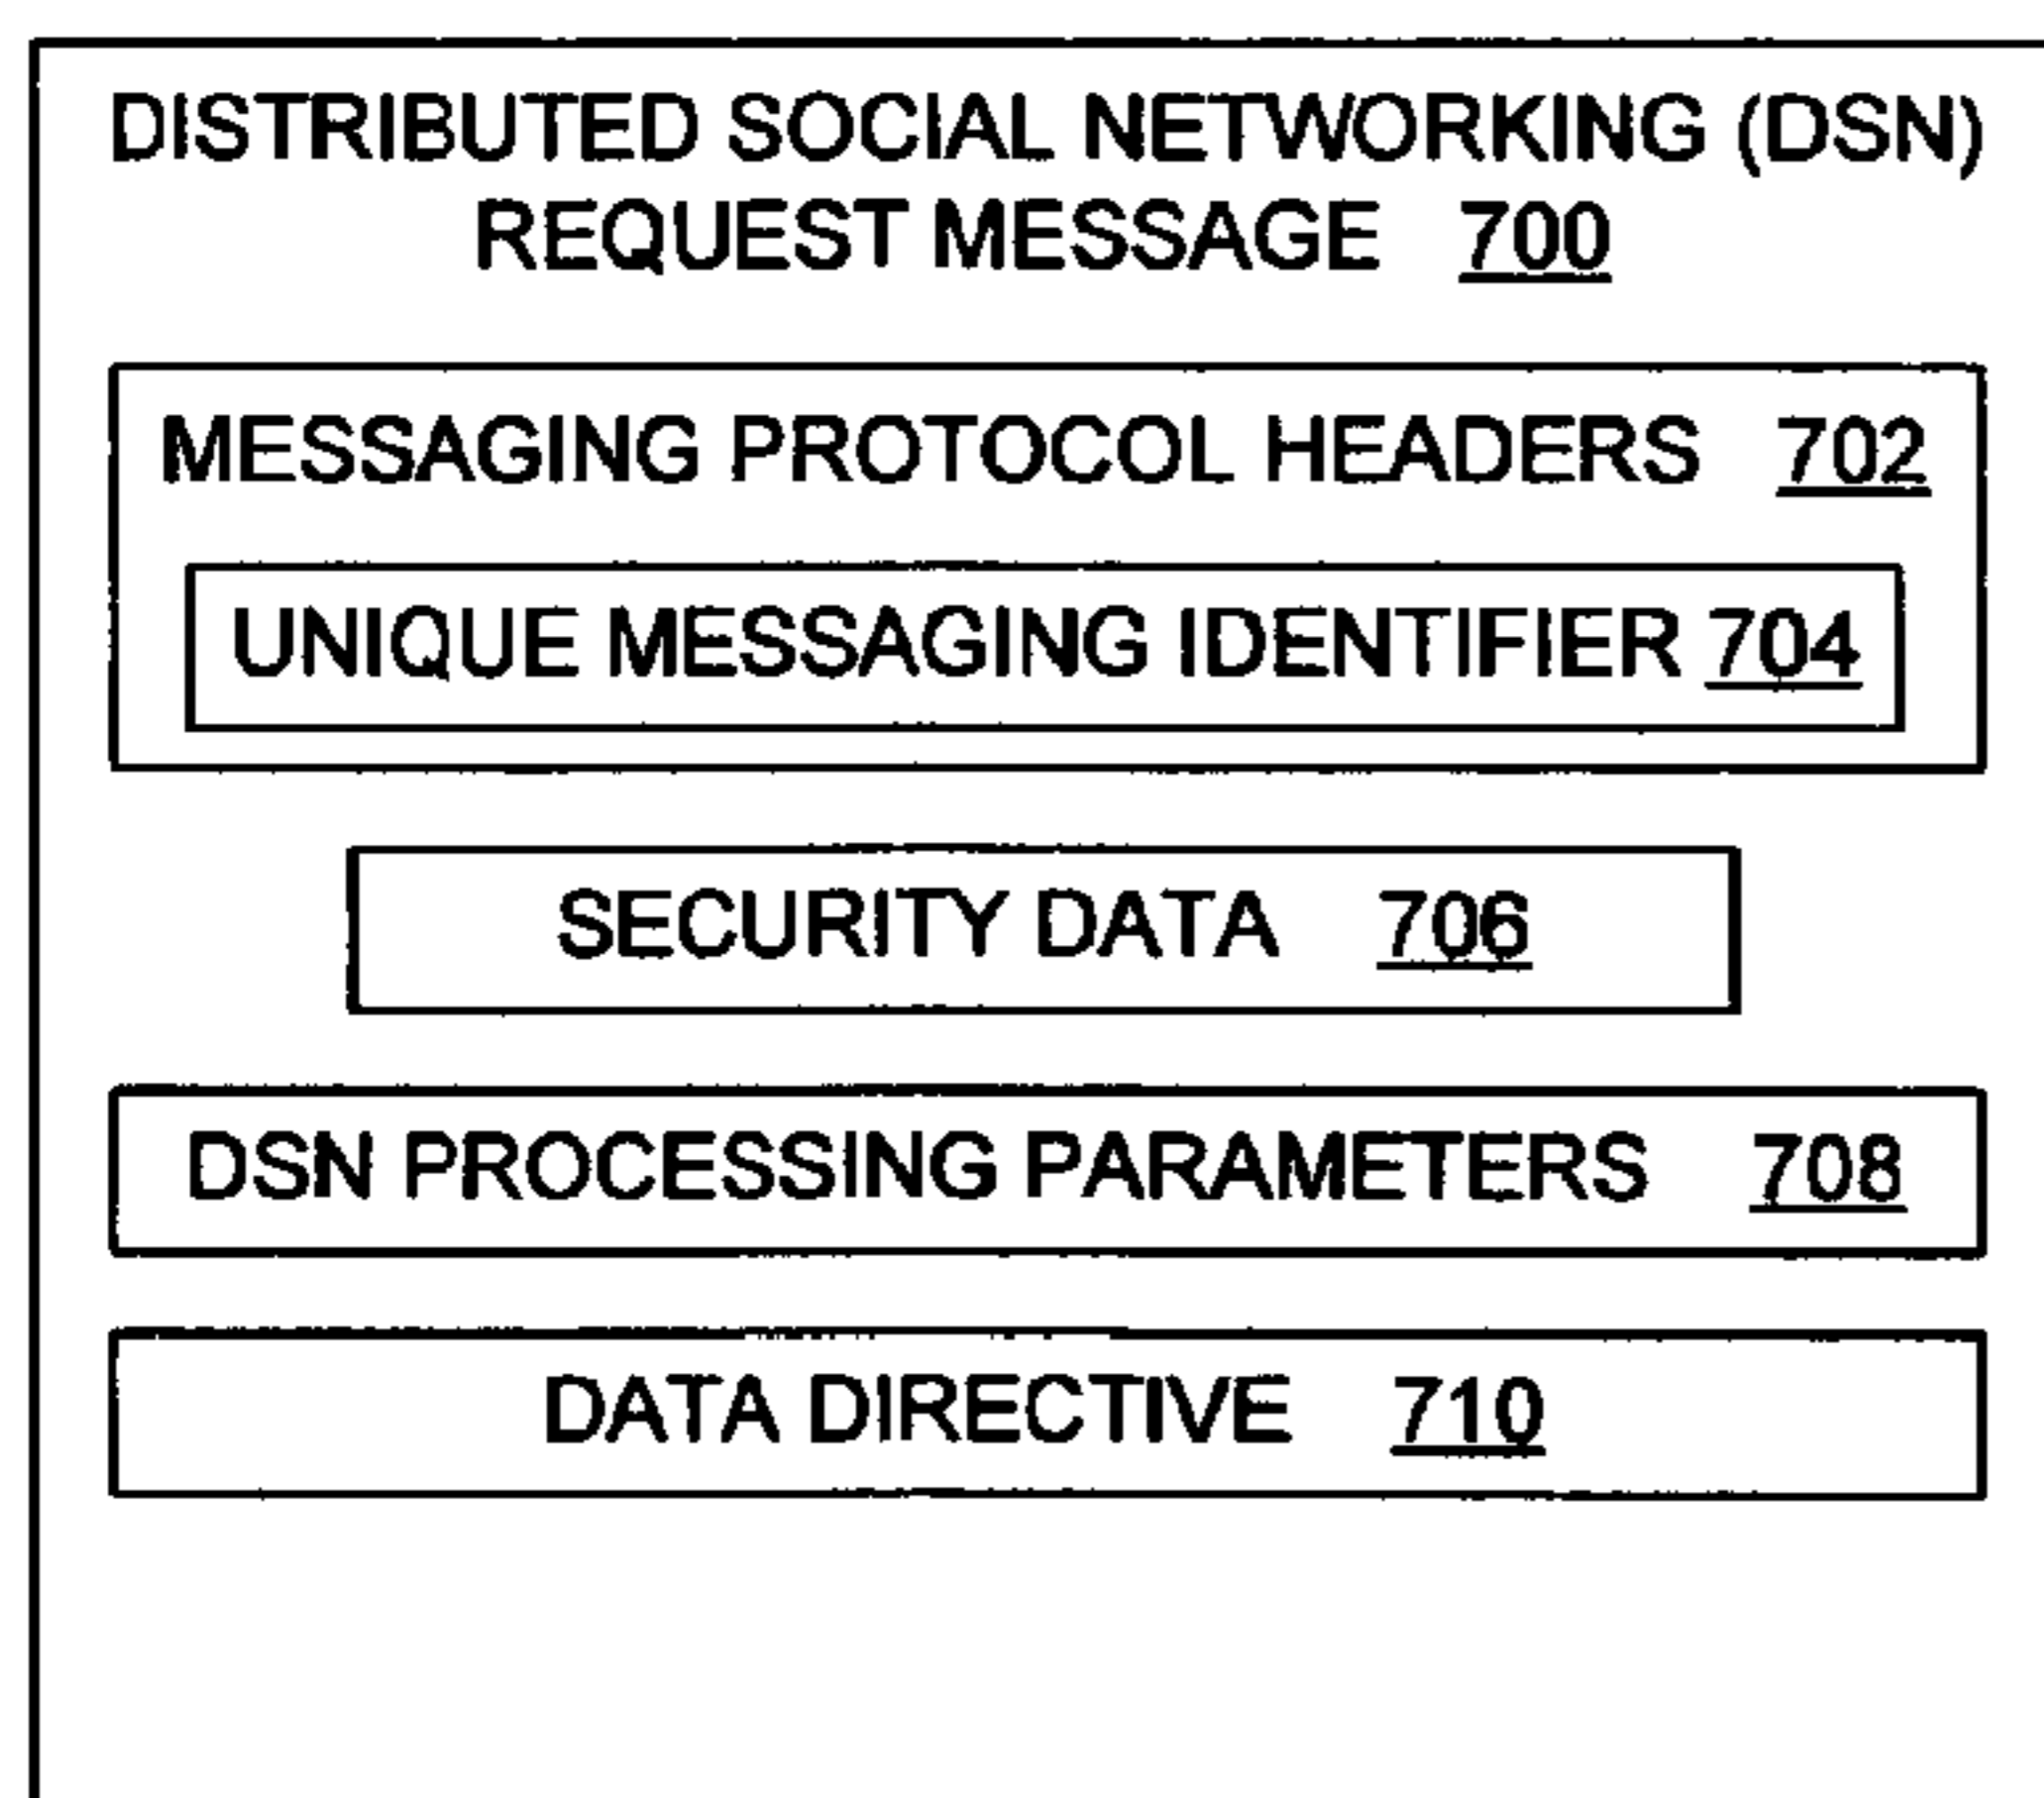 DISTRIBUTED SOCIAL NETWORKING (DSN)
REQUEST MESSAGE 700
MESSAGING PROTOCOL HEADERS 702
UNIQUE MESSAGING IDENTIFIER 704
SECURITY DATA 706
DSN PROCESSING PARAMETERS 708
DATA DIRECTIVE 710